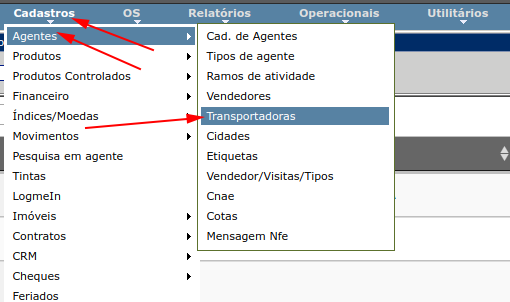 Cadastros OS Relatórios Operacionais Utilitários
Agentes
Produtos
Produtos Controlados
Financeiro
Índices/Moedas
Movimentos
Pesquisa em agente
Tintas
LogmeIn
Imóveis
Contratos
CRM
Cheques
Feriados
Cad. de Agentes
Tipos de agente
Ramos de atividade
Vendedores
Transportadoras
Cidades
Etiquetas
Vendedor/Visitas/Tipos
Cnae
Cotas
Mensagem Nfe